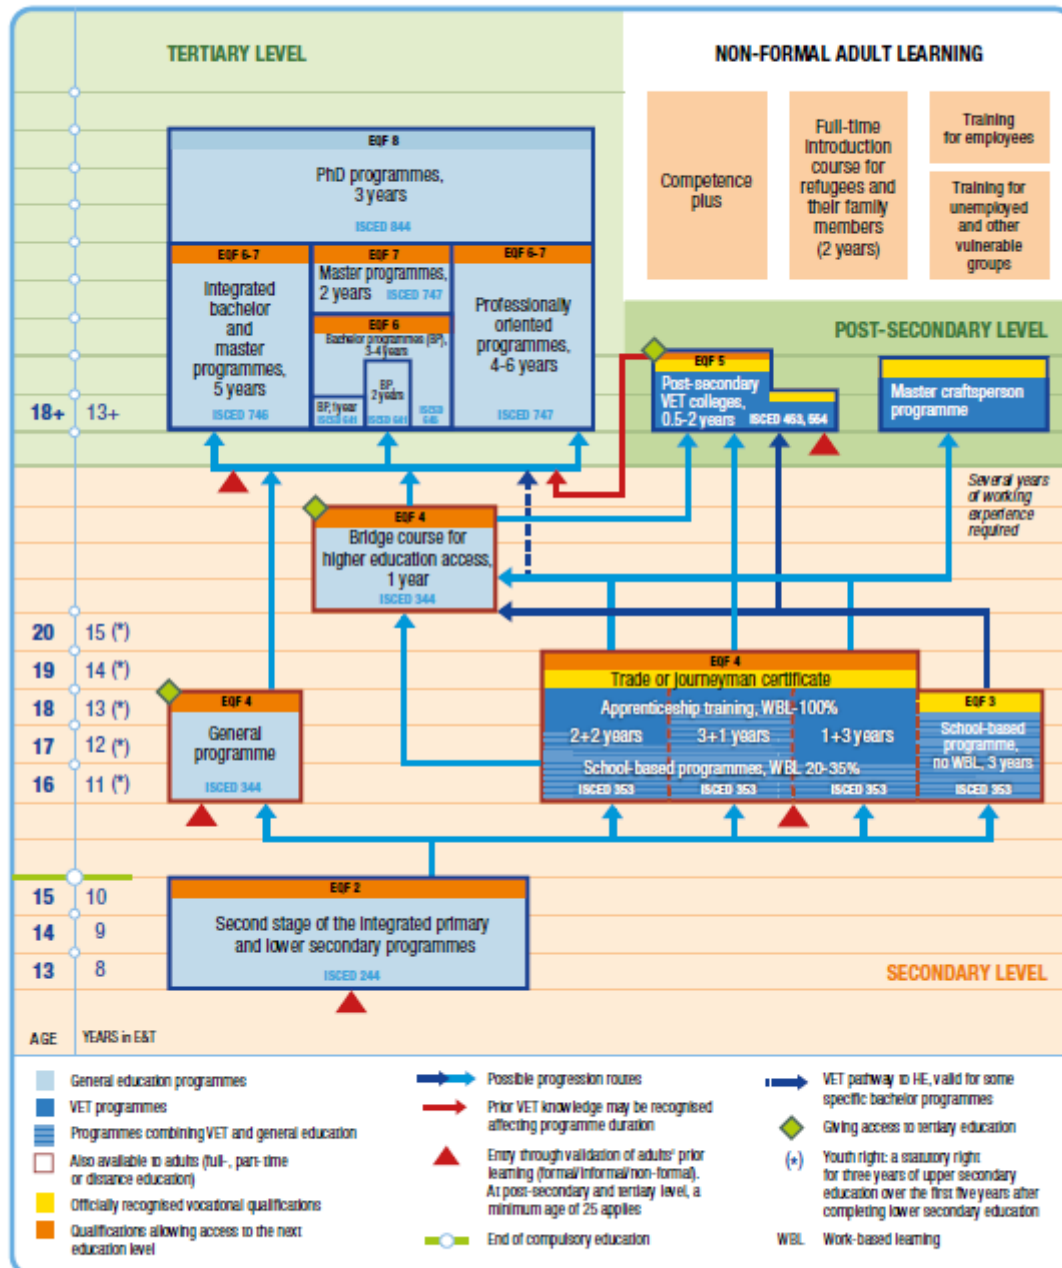 TERTIARY LEVEL
NON-FORMAL ADULT LEARNING
EQF 8
PhD programmes,
3 years
ISCED 844
EQF 6-7
Integrated
bachelor
and
master
programmes,
5 years
ISCED 746
EQF 7
Master programmes,
2 years ISCED 747
EQF 6
Bachelor programmes (BP),
3-4 years
BP, 1 year
ISCED 641
BP,
2 years
ISCED 641
ISCED
645
EQF 6-7
Professionally
oriented
programmes,
4-6 years
ISCED 747
Competence
plus
Full-time
introduction
course for
refugees and
their family
members
(2 years)
Training
for employees
Training for
unemployed
and other
vulnerable
groups
POST-SECONDARY LEVEL
EQF 5
Post-secondary
VET colleges,
0.5-2 years ISCED 453, 554
Master craftsperson
programme
Several years
of working
experience
required
18+ 13+
EQF 4
Bridge course for
higher education access,
1 year
ISCED 344
20 15 (*)
19 14 (*)
18 13 (*)
17 12 (*)
16 11 (*)
EQF 4
General
programme
ISCED 344
EQF 4
Trade or journeyman certificate
Apprenticeship training, WBL-100%
2+2 years 3+1 years 1+3 years
School-based programmes, WBL 20-35%
ISCED 353 ISCED 353 ISCED 353
EQF 3
School-based
programme,
no WBL, 3 years
ISCED 353
15 10
14 9
13 8
EQF 2
Second stage of the integrated primary
and lower secondary programmes
ISCED 244
SECONDARY LEVEL
AGE YEARS in E&T
General education programmes
VET programmes
Programmes combining VET and general education
Also available to adults (full-, part-time
or distance education)
Officially recognised vocational qualifications
Qualifications allowing access to the next
education level
Possible progression routes
Prior VET knowledge may be recognised
affecting programme duration
Entry through validation of adults' prior
learning (formal/informal/non-formal).
At post-secondary and tertiary level, a
minimum age of 25 applies
End of compulsory education
VET pathway to HE, valid for some
specific bachelor programmes
Giving access to tertiary education
(*) Youth right: a statutory right
for three years of upper secondary
education over the first five years after
completing lower secondary education
WBL Work-based learning